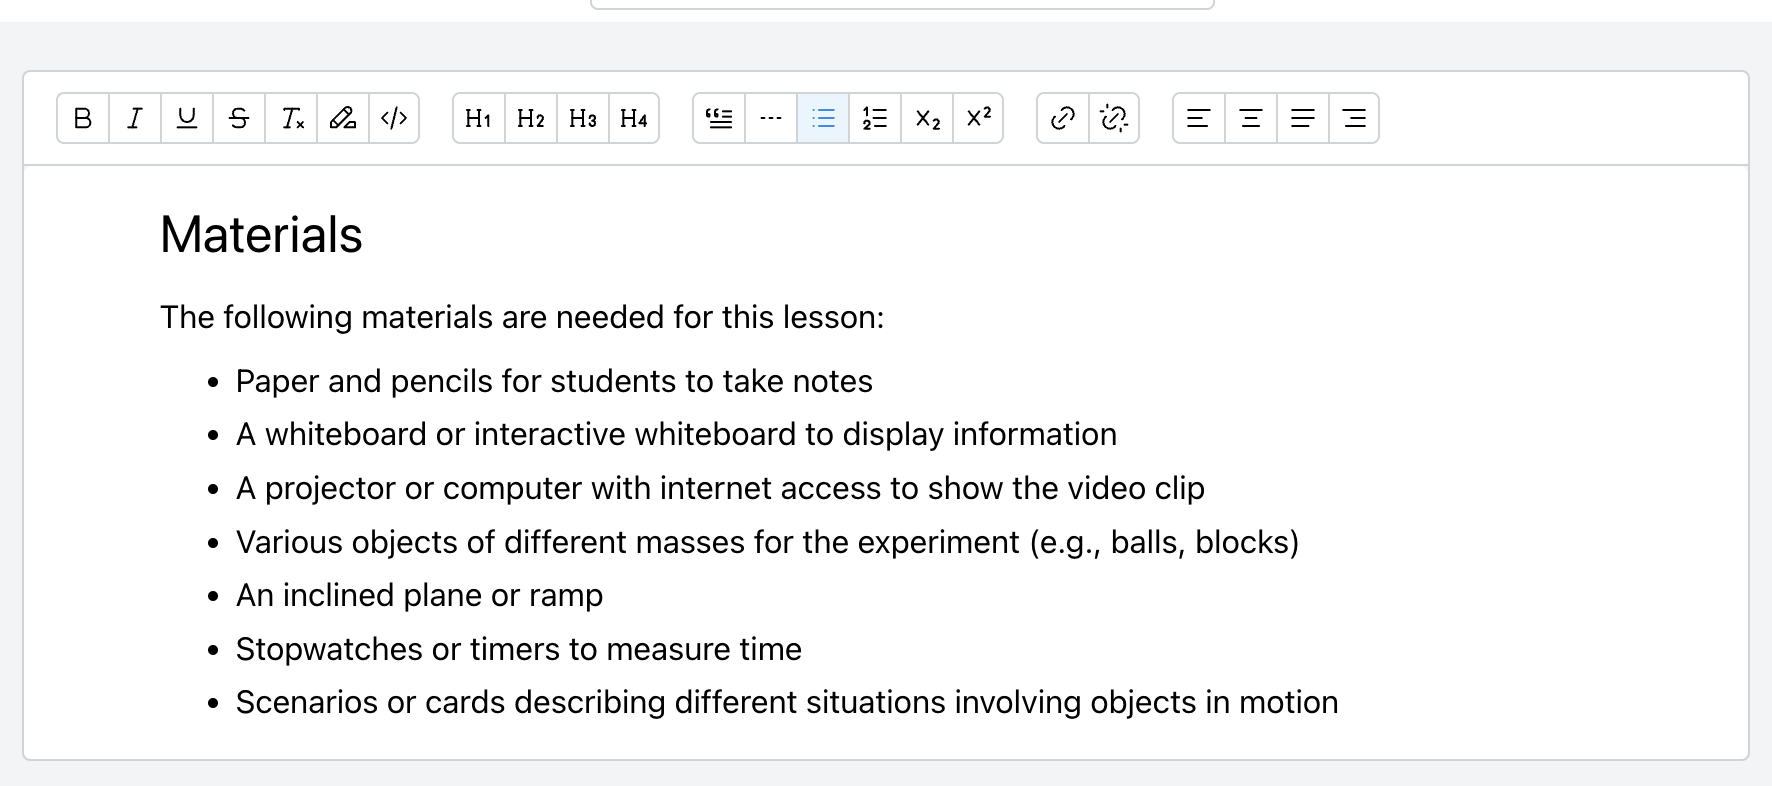 B I U S Tx </> H1 H2 H3 H4 X2 X²
Materials
The following materials are needed for this lesson:
• Paper and pencils for students to take notes
• A whiteboard or interactive whiteboard to display information
• A projector or computer with internet access to show the video clip
• Various objects of different masses for the experiment (e.g., balls, blocks)
• An inclined plane or ramp
• Stopwatches or timers to measure time
• Scenarios or cards describing different situations involving objects in motion